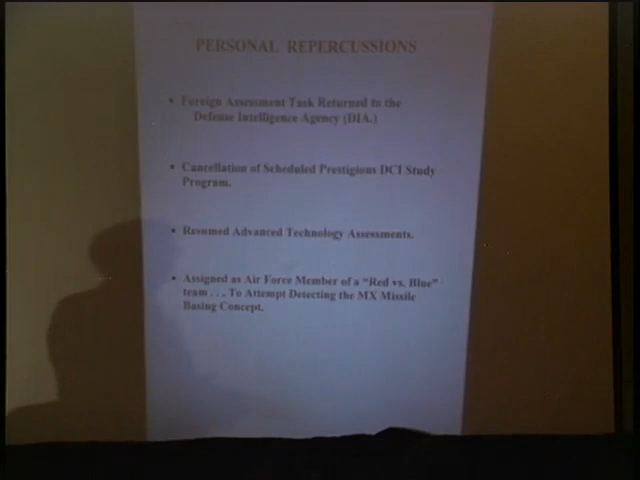 PERSONAL REPERCUSSIONS
• Foreign Assessment Task Returned to the
Defense Intelligence Agency (DIA.)
• Cancellation of Scheduled Prestigious DCI Study
Program.
• Resumed Advanced Technology Assessments.
• Assigned as Air Force Member of a "Red vs. Blue"
team . . . To Attempt Detecting the MX Missile
Basing Concept.